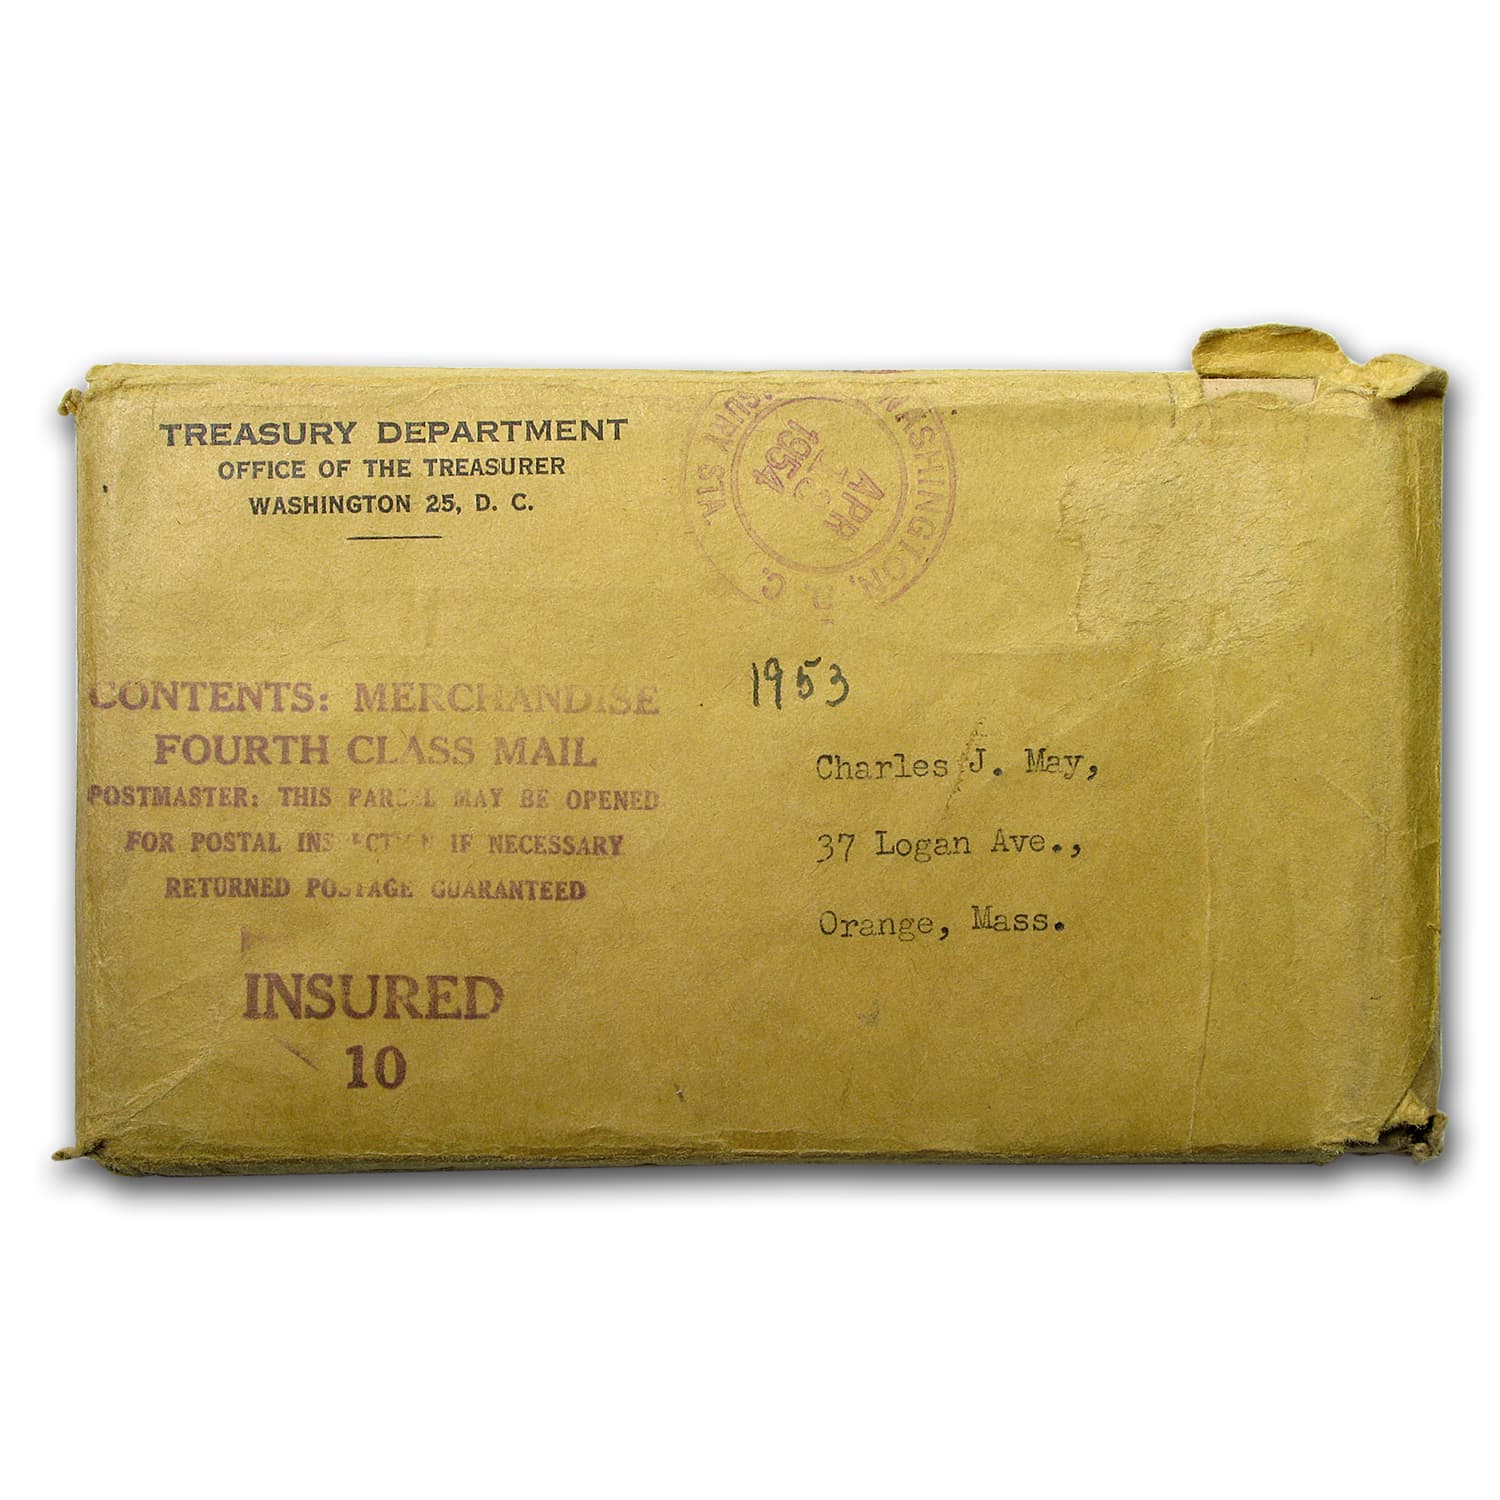 TREASURY DEPARTMENT
OFFICE OF THE TREASURER
WASHINGTON 25, D. C.
WASHINGTON, D. C.
APR
1954
CONTENTS: MERCHANDISE
FOURTH CLASS MAIL
POSTMASTER: THIS PARCEL MAY BE OPENED
FOR POSTAL INSPECTION IF NECESSARY
RETURNED POSTAGE GUARANTEED
INSURED
10
1953
Charles J. May,
37 Logan Ave.,
Orange, Mass.